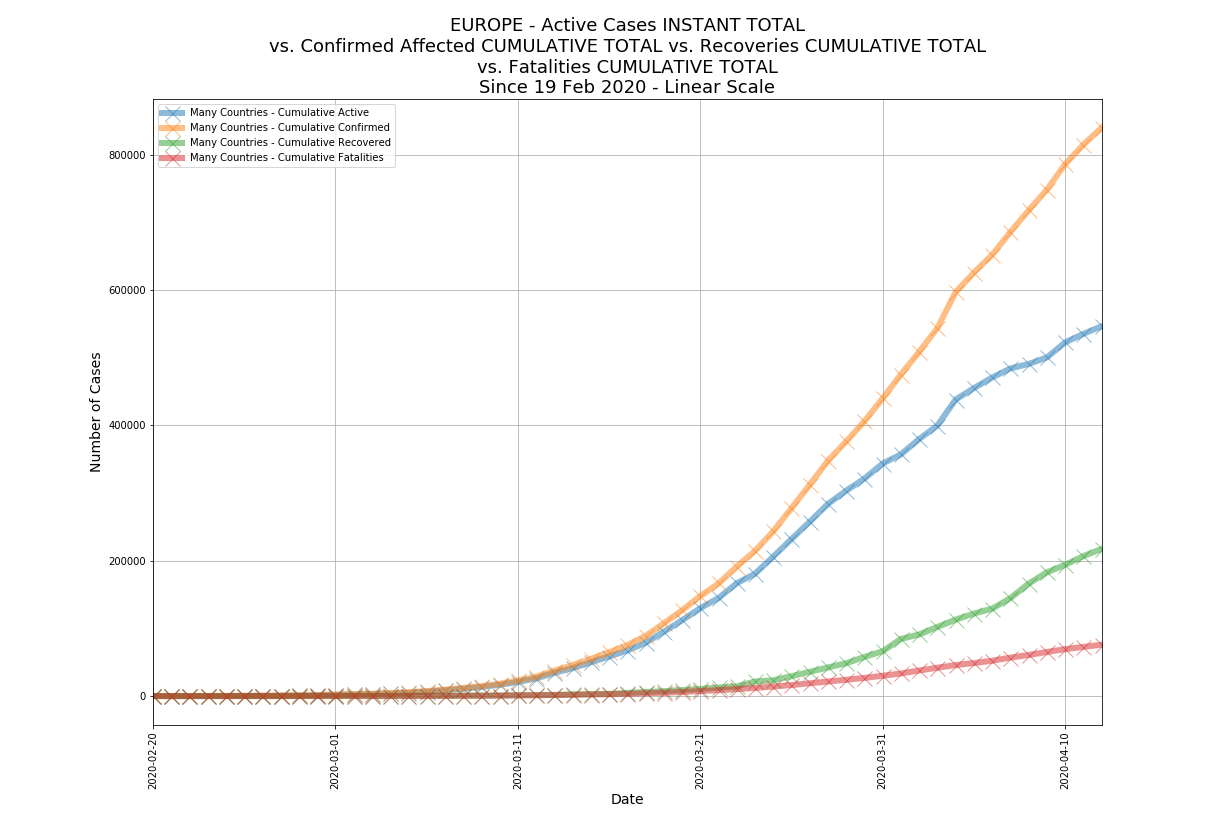 EUROPE - Active Cases INSTANT TOTAL
vs. Confirmed Affected CUMULATIVE TOTAL vs. Recoveries CUMULATIVE TOTAL
vs. Fatalities CUMULATIVE TOTAL
Since 19 Feb 2020 - Linear Scale
Many Countries - Cumulative Active
Many Countries - Cumulative Confirmed
Many Countries - Cumulative Recovered
Many Countries - Cumulative Fatalities
Number of Cases
800000
600000
400000
200000
0
2020-02-20
2020-03-01
2020-03-11
2020-03-21
2020-03-31
2020-04-10
Date